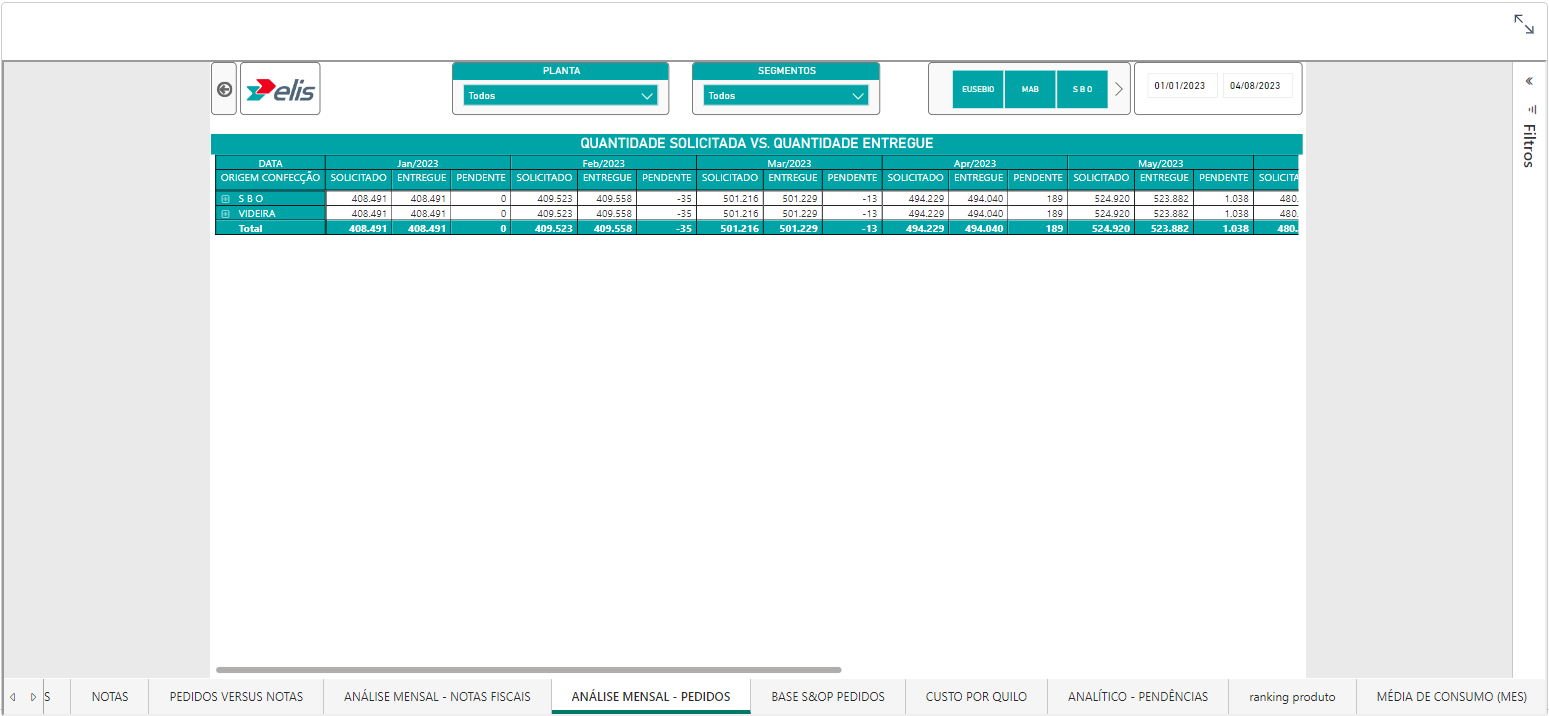 elis
PLANTA
Todos
SEGMENTOS
Todos
EUSEBIO MAB S B O
01/01/2023 04/08/2023
Filtros
QUANTIDADE SOLICITADA VS. QUANTIDADE ENTREGUE
DATA Jan/2023 Feb/2023 Mar/2023 Apr/2023 May/2023
ORIGEM CONFECÇÃO SOLICITADO ENTREGUE PENDENTE SOLICITADO ENTREGUE PENDENTE SOLICITADO ENTREGUE PENDENTE SOLICITADO ENTREGUE PENDENTE SOLICITADO ENTREGUE PENDENTE SOLICITA
S B O 408.491 408.491 0 409.523 409.558 -35 501.216 501.229 -13 494.229 494.040 189 524.920 523.882 1.038 480.
VIDEIRA 408.491 408.491 0 409.523 409.558 -35 501.216 501.229 -13 494.229 494.040 189 524.920 523.882 1.038 480.
Total 408.491 408.491 0 409.523 409.558 -35 501.216 501.229 -13 494.229 494.040 189 524.920 523.882 1.038 480.
S NOTAS PEDIDOS VERSUS NOTAS ANÁLISE MENSAL - NOTAS FISCAIS ANÁLISE MENSAL - PEDIDOS BASE S&OP PEDIDOS CUSTO POR QUILO ANALÍTICO - PENDÊNCIAS ranking produto MÉDIA DE CONSUMO (MES)